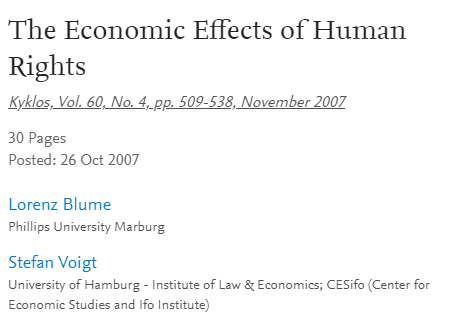 The Economic Effects of Human
Rights
Kyklos, Vol. 60, No. 4, pp. 509-538, November 2007
30 Pages
Posted: 26 Oct 2007
Lorenz Blume
Phillips University Marburg
Stefan Voigt
University of Hamburg - Institute of Law & Economics; CESifo (Center for
Economic Studies and Ifo Institute)